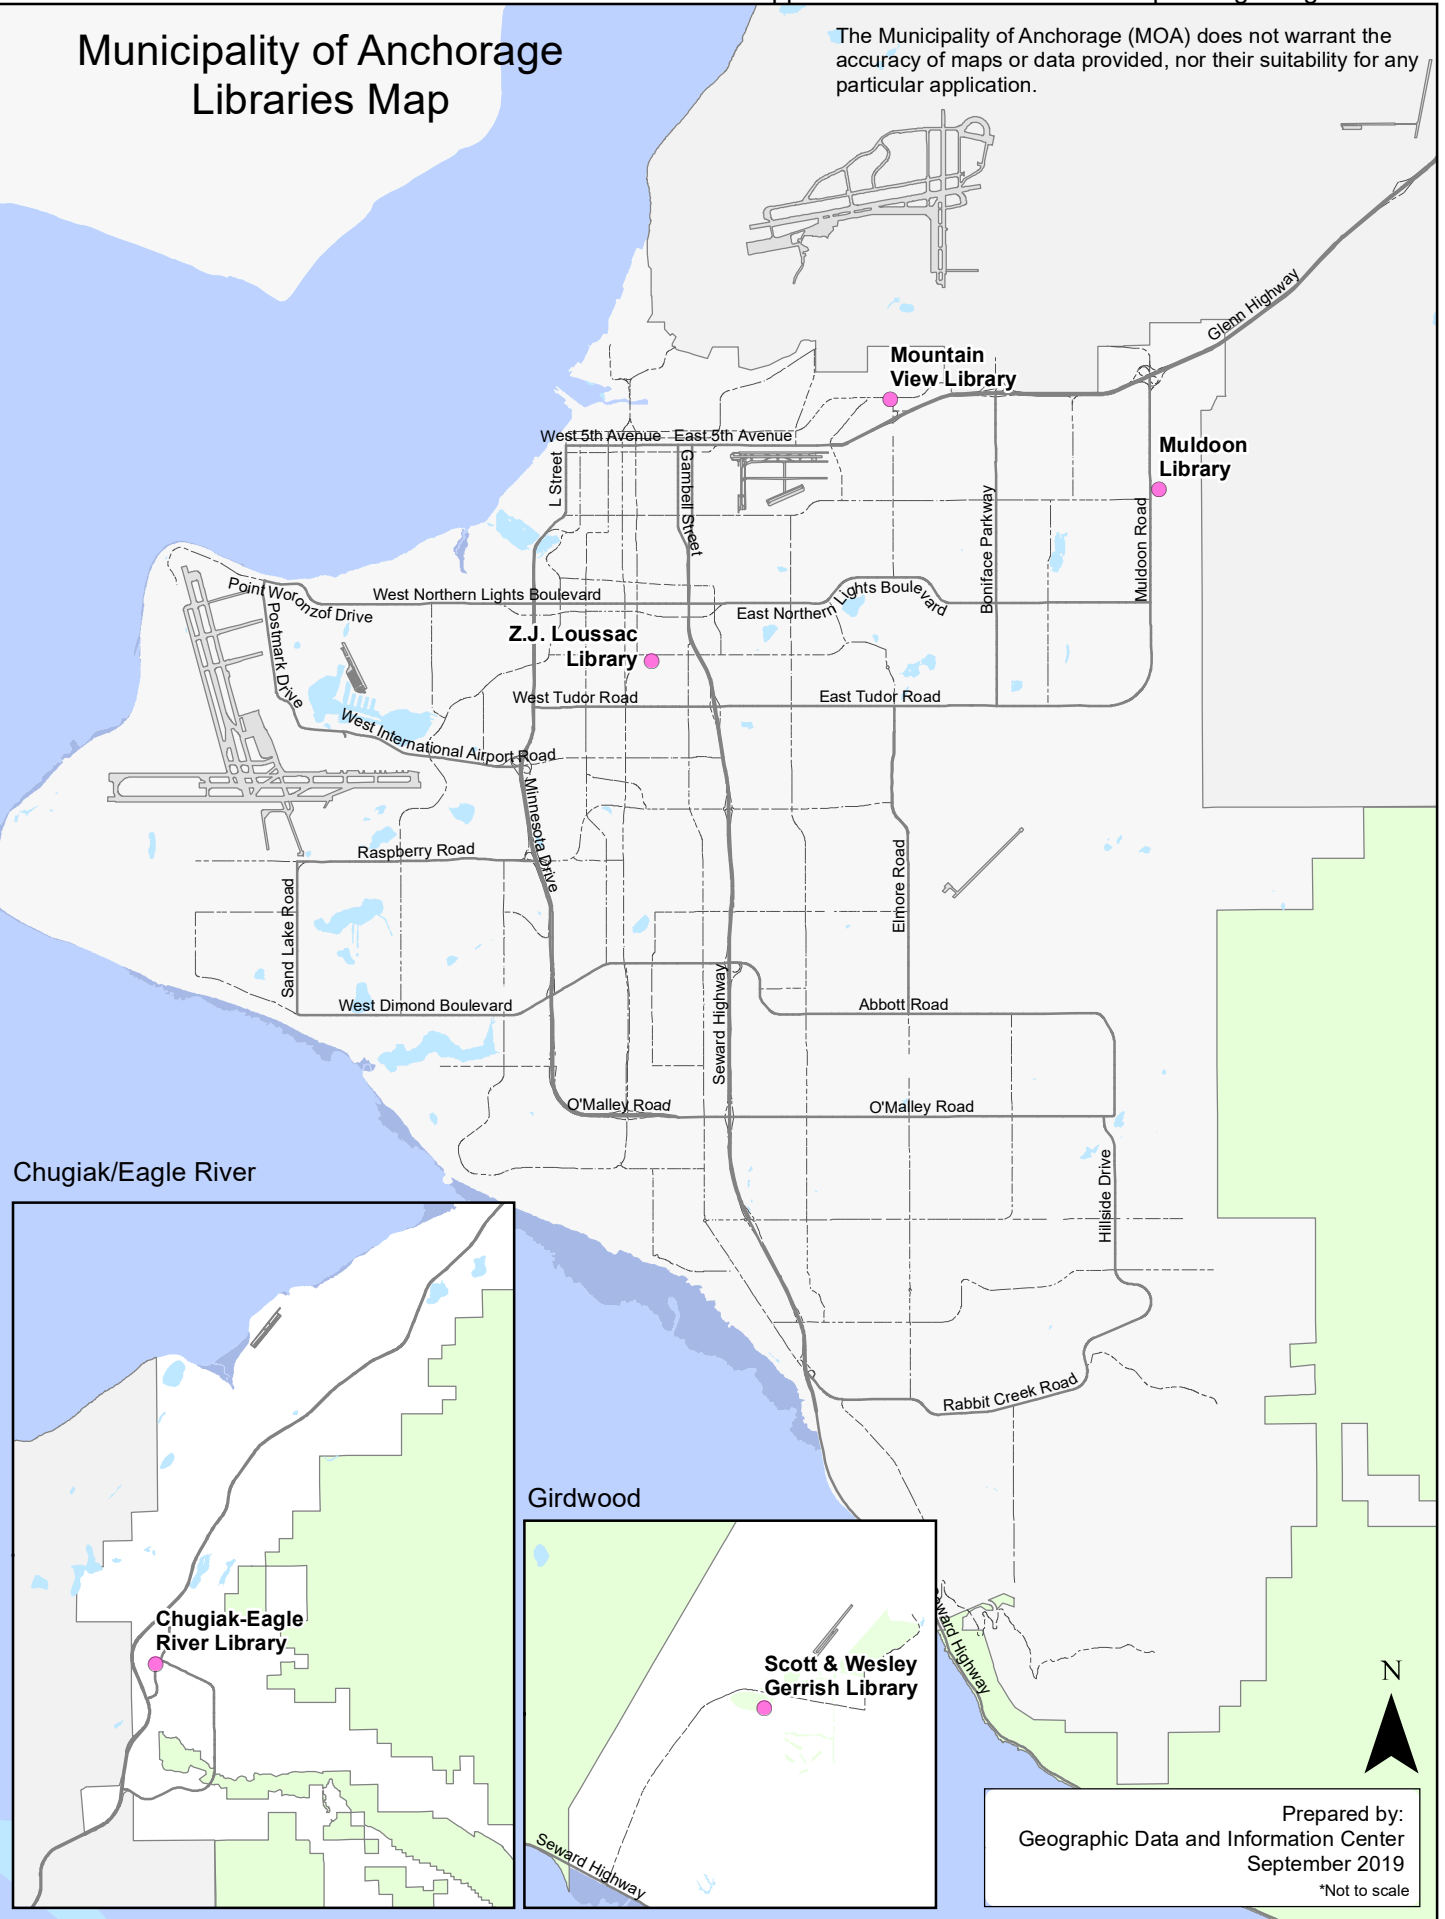 Municipality of Anchorage
Libraries Map
The Municipality of Anchorage (MOA) does not warrant the
accuracy of maps or data provided, nor their suitability for any
particular application.
Glenn Highway
Mountain
View Library
West 5th Avenue
East 5th Avenue
Muldoon
Library
L Street
Gambell Street
Boniface Parkway
Muldoon Road
Point Woronzof Drive
West Northern Lights Boulevard
East Northern Lights Boulevard
Postmark Drive
Z.J. Loussac
Library
West Tudor Road
East Tudor Road
West International Airport Road
Minnesota Drive
Raspberry Road
Sand Lake Road
Elmore Road
West Dimond Boulevard
Seward Highway
Abbott Road
O'Malley Road
O'Malley Road
Hillside Drive
Rabbit Creek Road
Chugiak/Eagle River
Chugiak-Eagle
River Library
Girdwood
Scott & Wesley
Gerrish Library
Seward Highway
eward Highway
N
Prepared by:
Geographic Data and Information Center
September 2019
*Not to scale